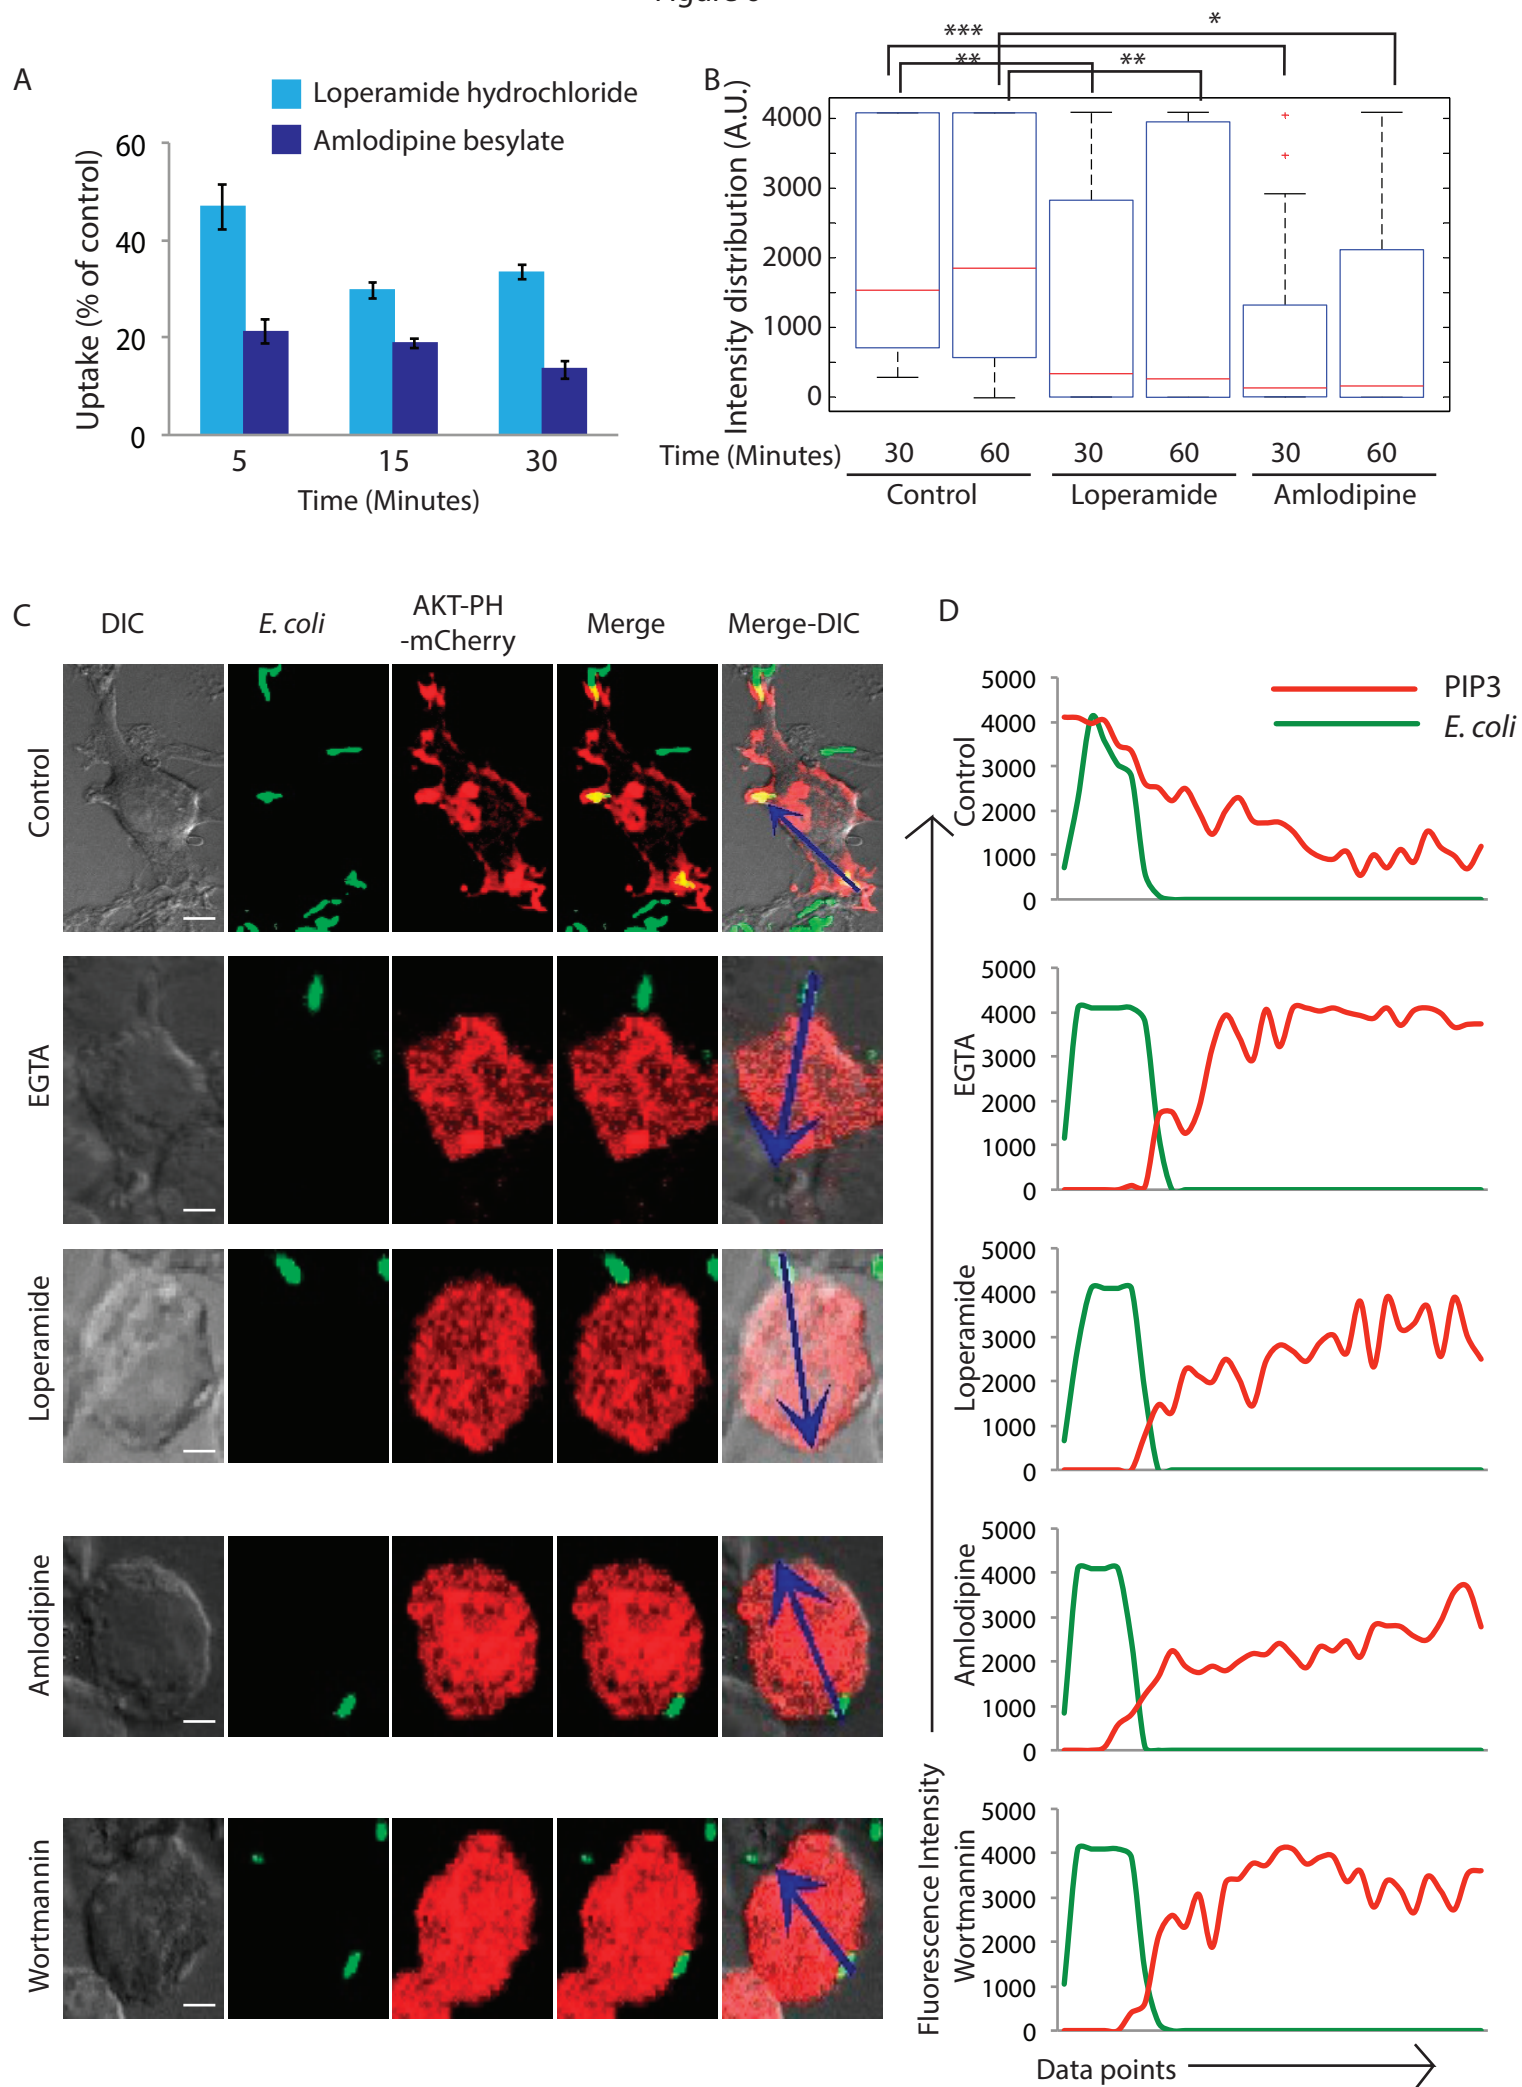 A
Loperamide hydrochloride
Amlodipine besylate
Uptake (% of control)
60
40
20
0
5 15 30
Time (Minutes)
B
*** *
** **
Intensity distribution (A.U.)
4000
3000
2000
1000
0
Time (Minutes) 30 60 30 60 30 60
Control Loperamide Amlodipine
C
DIC E. coli AKT-PH -mCherry Merge Merge-DIC
Control
EGTA
Loperamide
Amlodipine
Wortmannin
D
PIP3
E. coli
Control
5000
4000
3000
2000
1000
0
EGTA
5000
4000
3000
2000
1000
0
Loperamide
5000
4000
3000
2000
1000
0
Amlodipine
5000
4000
3000
2000
1000
0
Wortmannin
5000
4000
3000
2000
1000
0
Fluorescence Intensity
Data points